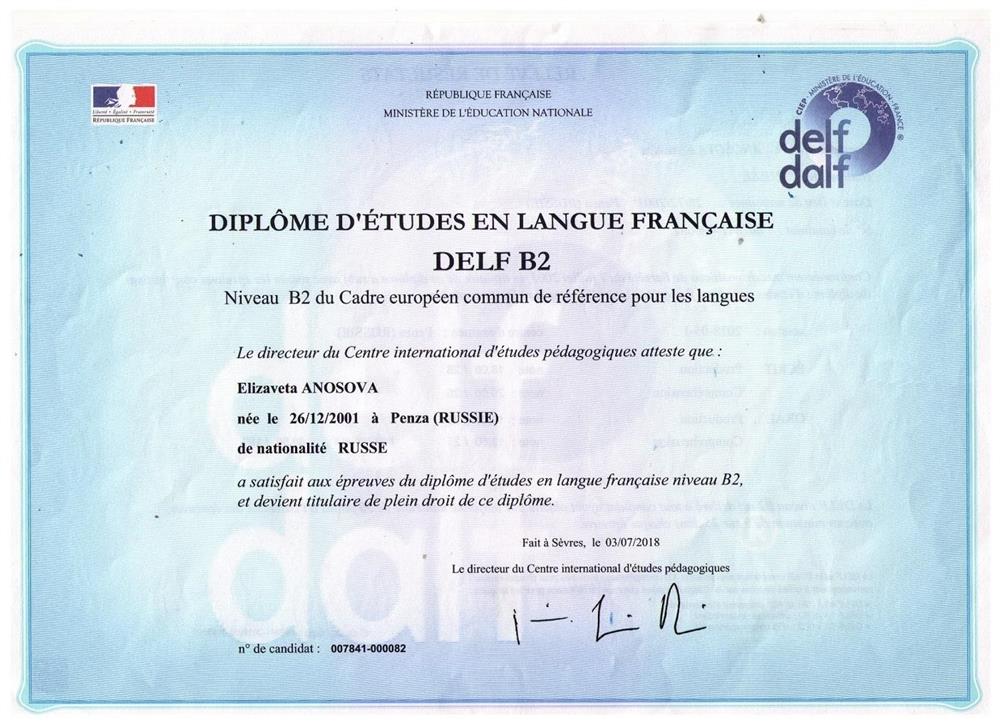 RÉPUBLIQUE FRANÇAISE
MINISTÈRE DE L'ÉDUCATION NATIONALE
Liberté • Égalité • Fraternité
RÉPUBLIQUE FRANÇAISE
CIEP - MINISTÈRE DE L'ÉDUCATION - FRANCE ®
delf
dalf
DIPLÔME D'ÉTUDES EN LANGUE FRANÇAISE
DELF B2
Niveau B2 du Cadre européen commun de référence pour les langues
Le directeur du Centre international d'études pédagogiques atteste que :
Elizaveta ANOSOVA
née le 26/12/2001 à Penza (RUSSIE)
de nationalité RUSSE
a satisfait aux épreuves du diplôme d'études en langue française niveau B2,
et devient titulaire de plein droit de ce diplôme.
Fait à Sèvres, le 03/07/2018
Le directeur du Centre international d'études pédagogiques
n° de candidat : 007841-000082
delf
dalf